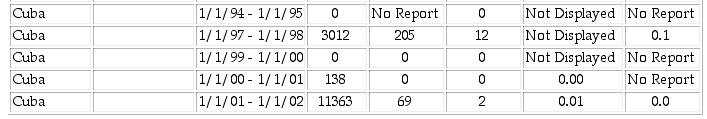 Cuba 1/1/94 - 1/1/95 0 No Report 0 Not Displayed No Report
Cuba 1/1/97 - 1/1/98 3012 205 12 Not Displayed 0.1
Cuba 1/1/99 - 1/1/00 0 0 0 Not Displayed No Report
Cuba 1/1/00 - 1/1/01 138 0 0 0.00 No Report
Cuba 1/1/01 - 1/1/02 11363 69 2 0.01 0.0